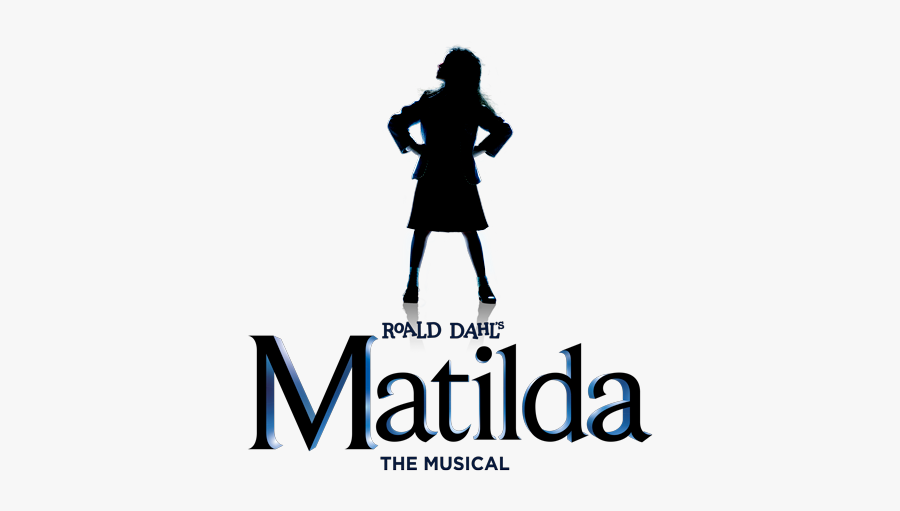 ROALD DAHL'S
Matilda
THE MUSICAL